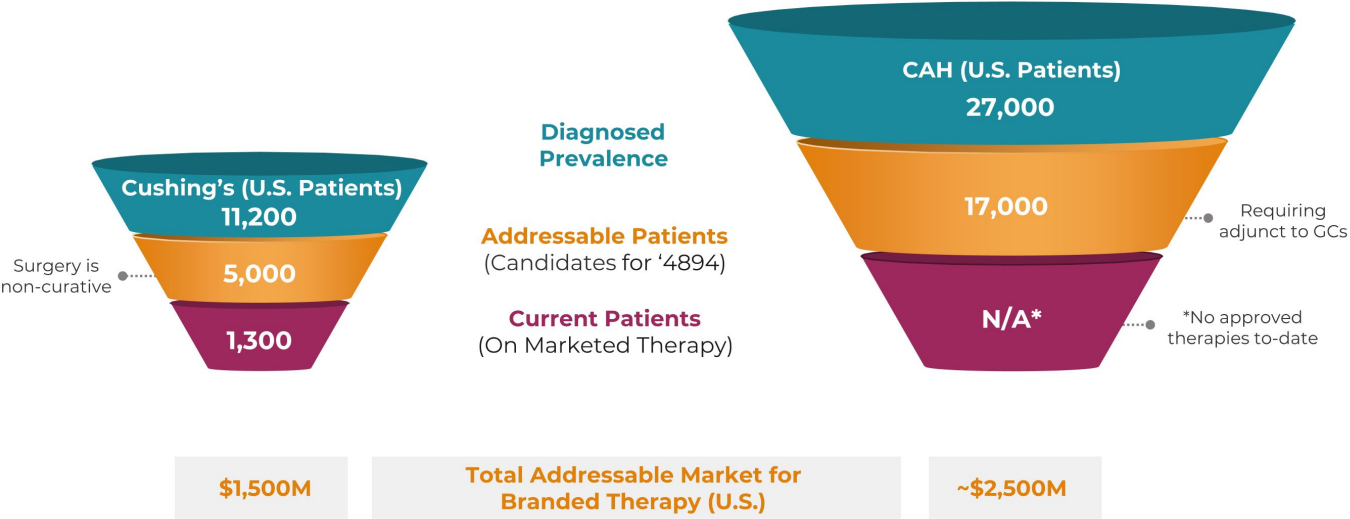 Cushing’s (U.S. Patients)
11,200
Surgery is
non-curative
5,000
1,300
Diagnosed
Prevalence
Addressable Patients
(Candidates for ‘4894)
Current Patients
(On Marketed Therapy)
CAH (U.S. Patients)
27,000
17,000
Requiring
adjunct to GCs
N/A*
*No approved
therapies to-date
$1,500M
Total Addressable Market for
Branded Therapy (U.S.)
~$2,500M